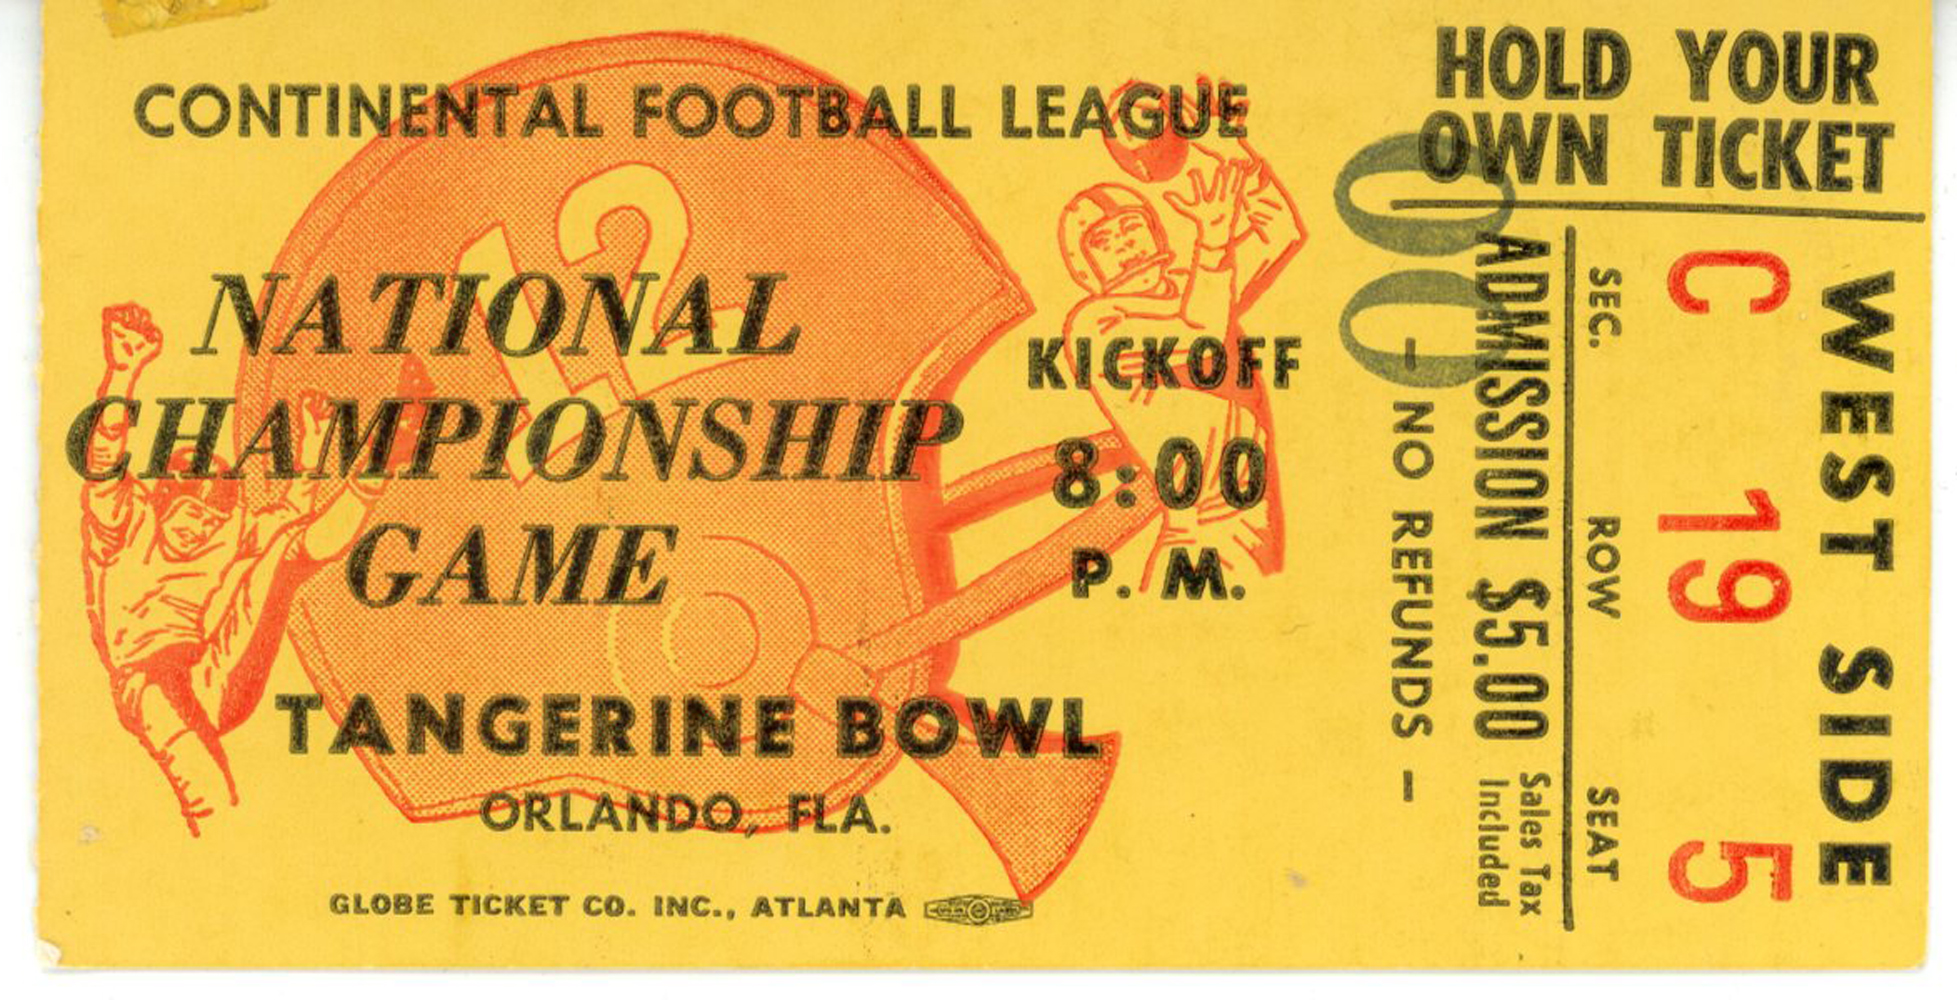 CONTINENTAL FOOTBALL LEAGUE
12
NATIONAL
CHAMPIONSHIP
GAME
KICKOFF
8:00
P. M.
TANGERINE BOWL
ORLANDO, FLA.
GLOBE TICKET CO. INC., ATLANTA
HOLD YOUR
OWN TICKET
WEST SIDE
C 19 5
SEC. ROW SEAT
ADMISSION $5.00 Sales Tax
Included
— NO REFUNDS —
00